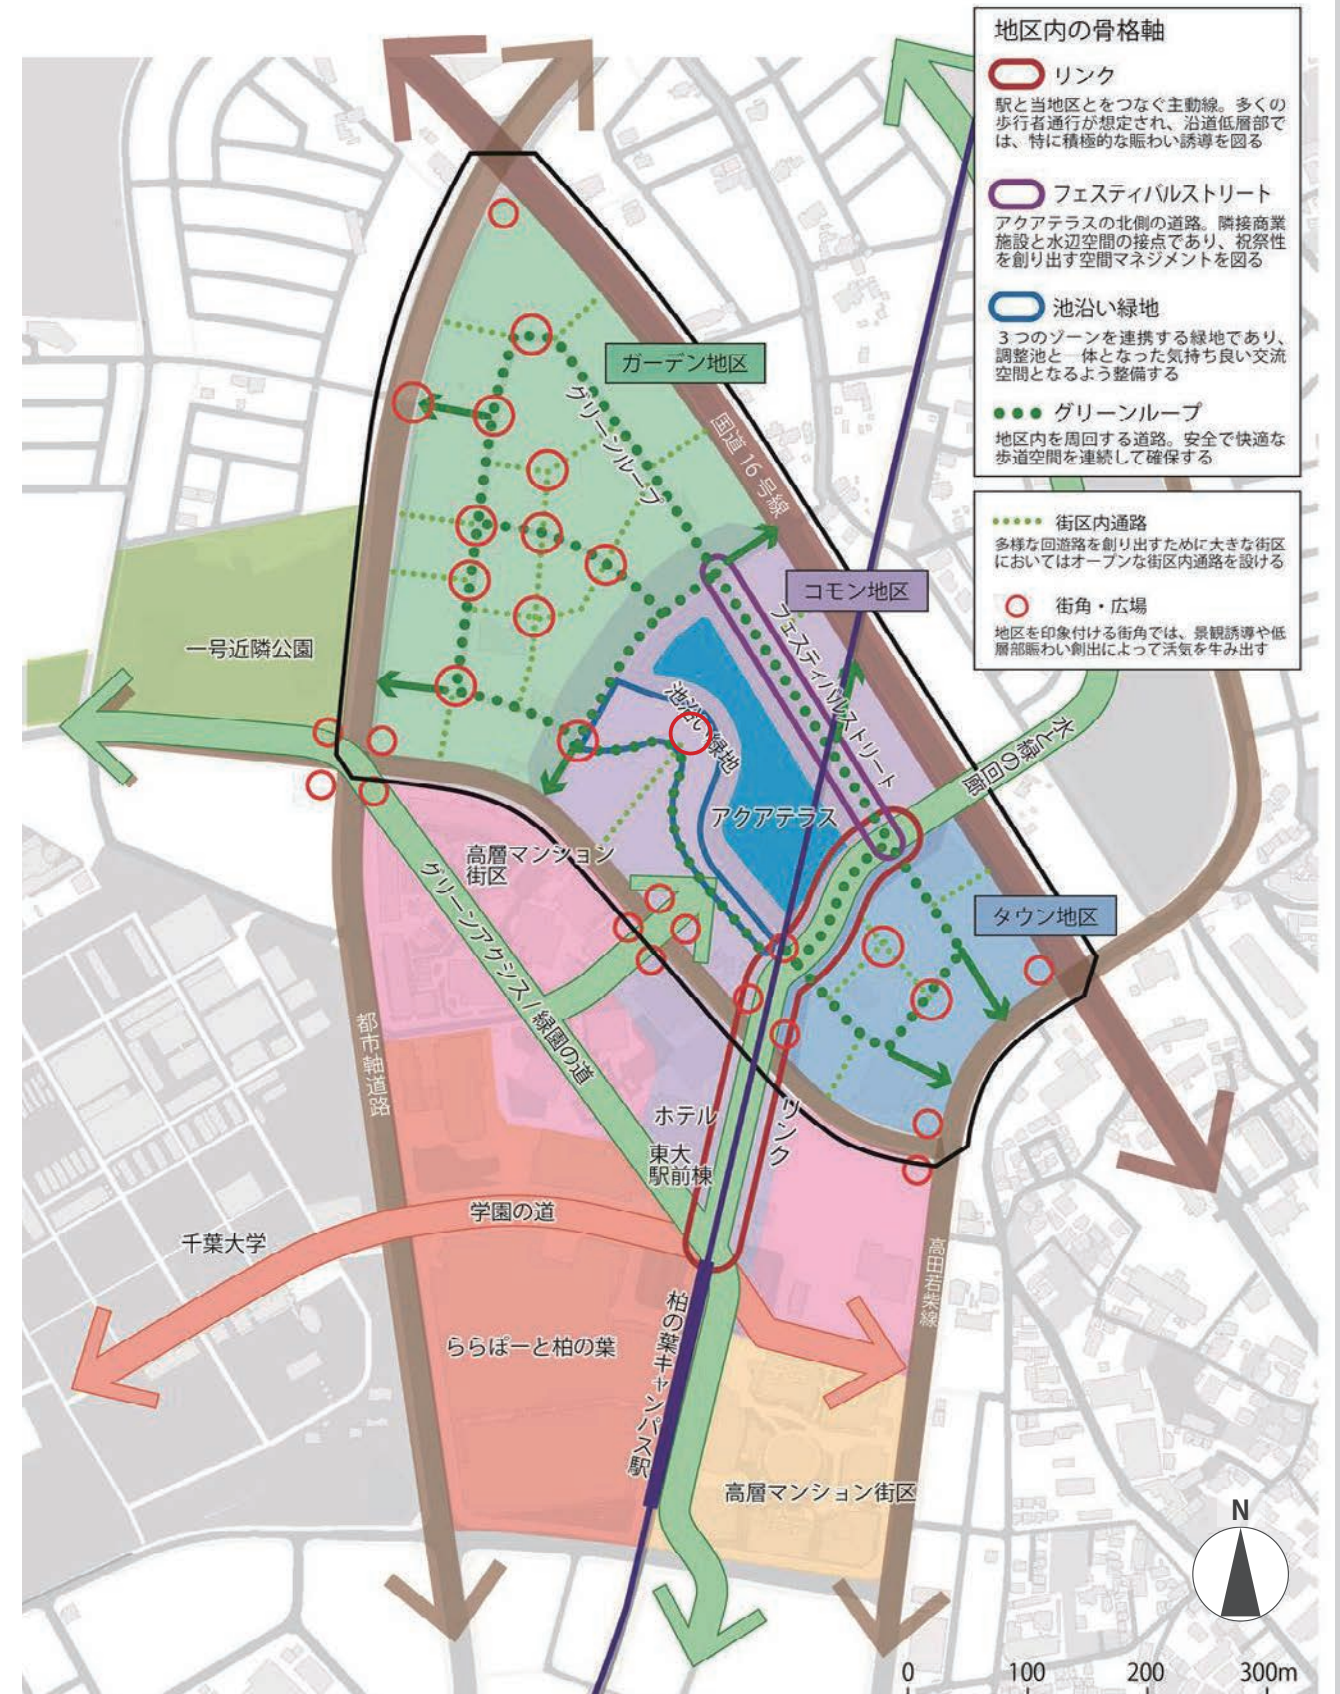 地区内の骨格軸
リンク
駅と当地区とをつなぐ主動線。多くの
歩行者通行が想定され、沿道低層部で
は、特に積極的な賑わい誘導を図る
フェスティバルストリート
アクアテラスの北側の道路。隣接商業
施設と水辺空間の接点であり、祝祭性
を創り出す空間マネジメントを図る
池沿い緑地
３つのゾーンを連携する緑地であり、
調整池と一体となった気持ち良い交流
空間となるよう整備する
グリーンループ
地区内を周回する道路。安全で快適な
歩道空間を連続して確保する
街区内通路
多様な回遊路を創り出すために大きな街区
においてはオープンな街区内通路を設ける
街角・広場
地区を印象付ける街角では、景観誘導や低
層部賑わい創出によって活気を生み出す
ガーデン地区
グリーンループ
国道 16 号線
コモン地区
フェスティバルストリート
一号近隣公園
池沿い緑地
水と緑の回廊
アクアテラス
高層マンション
街区
グリーンアクシス / 緑園の道
タウン地区
都市軸道路
ホテル
リンク
東大
駅前棟
学園の道
千葉大学
高田若柴線
ららぽーと柏の葉
柏の葉キャンパス駅
高層マンション街区
N
0 100 200 300m